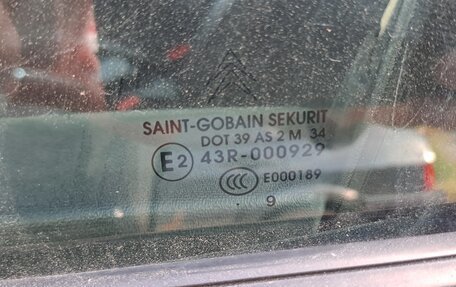 SAINT-GOBAIN SEKURIT
DOT 39 AS 2 M 34
E2 43R-000929
CCC E000189
9